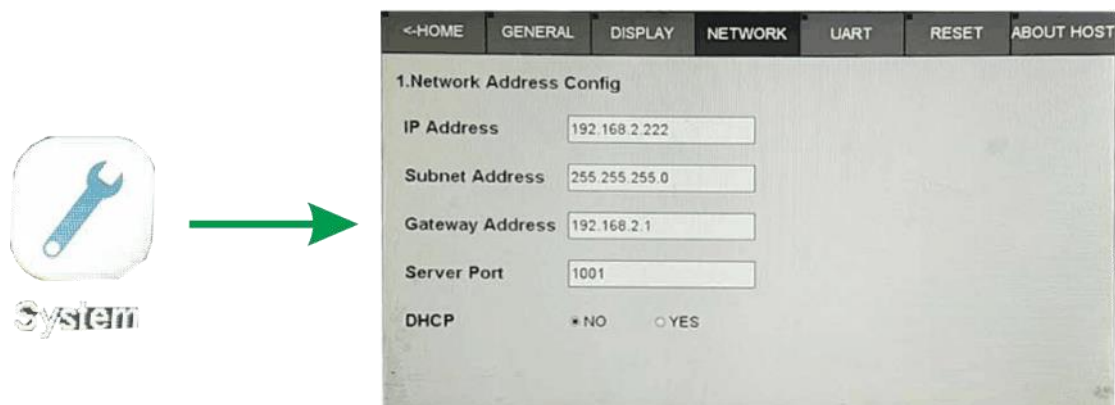 <-HOME GENERAL DISPLAY NETWORK UART RESET ABOUT HOST
1.Network Address Config
IP Address 192.168.2.222
Subnet Address 255.255.255.0
Gateway Address 192.168.2.1
Server Port 1001
DHCP NO YES
System